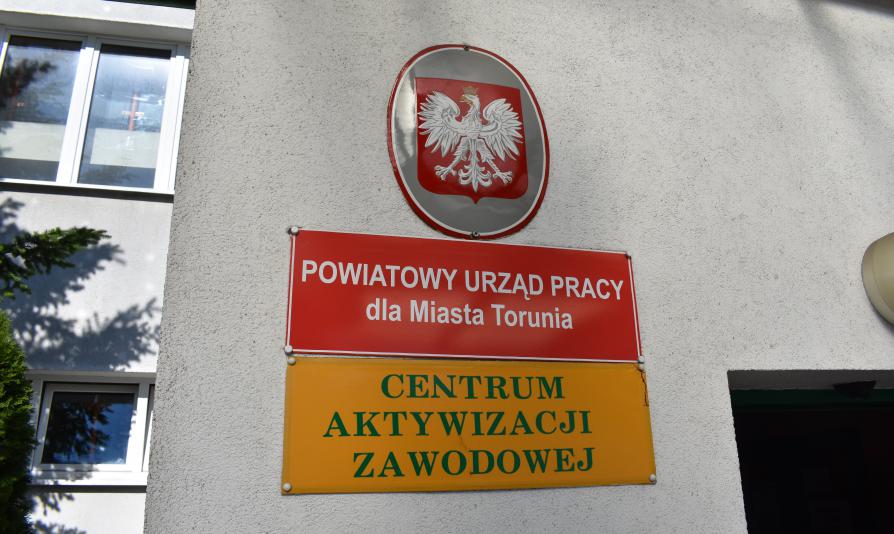 POWIATOWY URZĄD PRACY
dla Miasta Torunia
CENTRUM
AKTYWIZACJI
ZAWODOWEJ